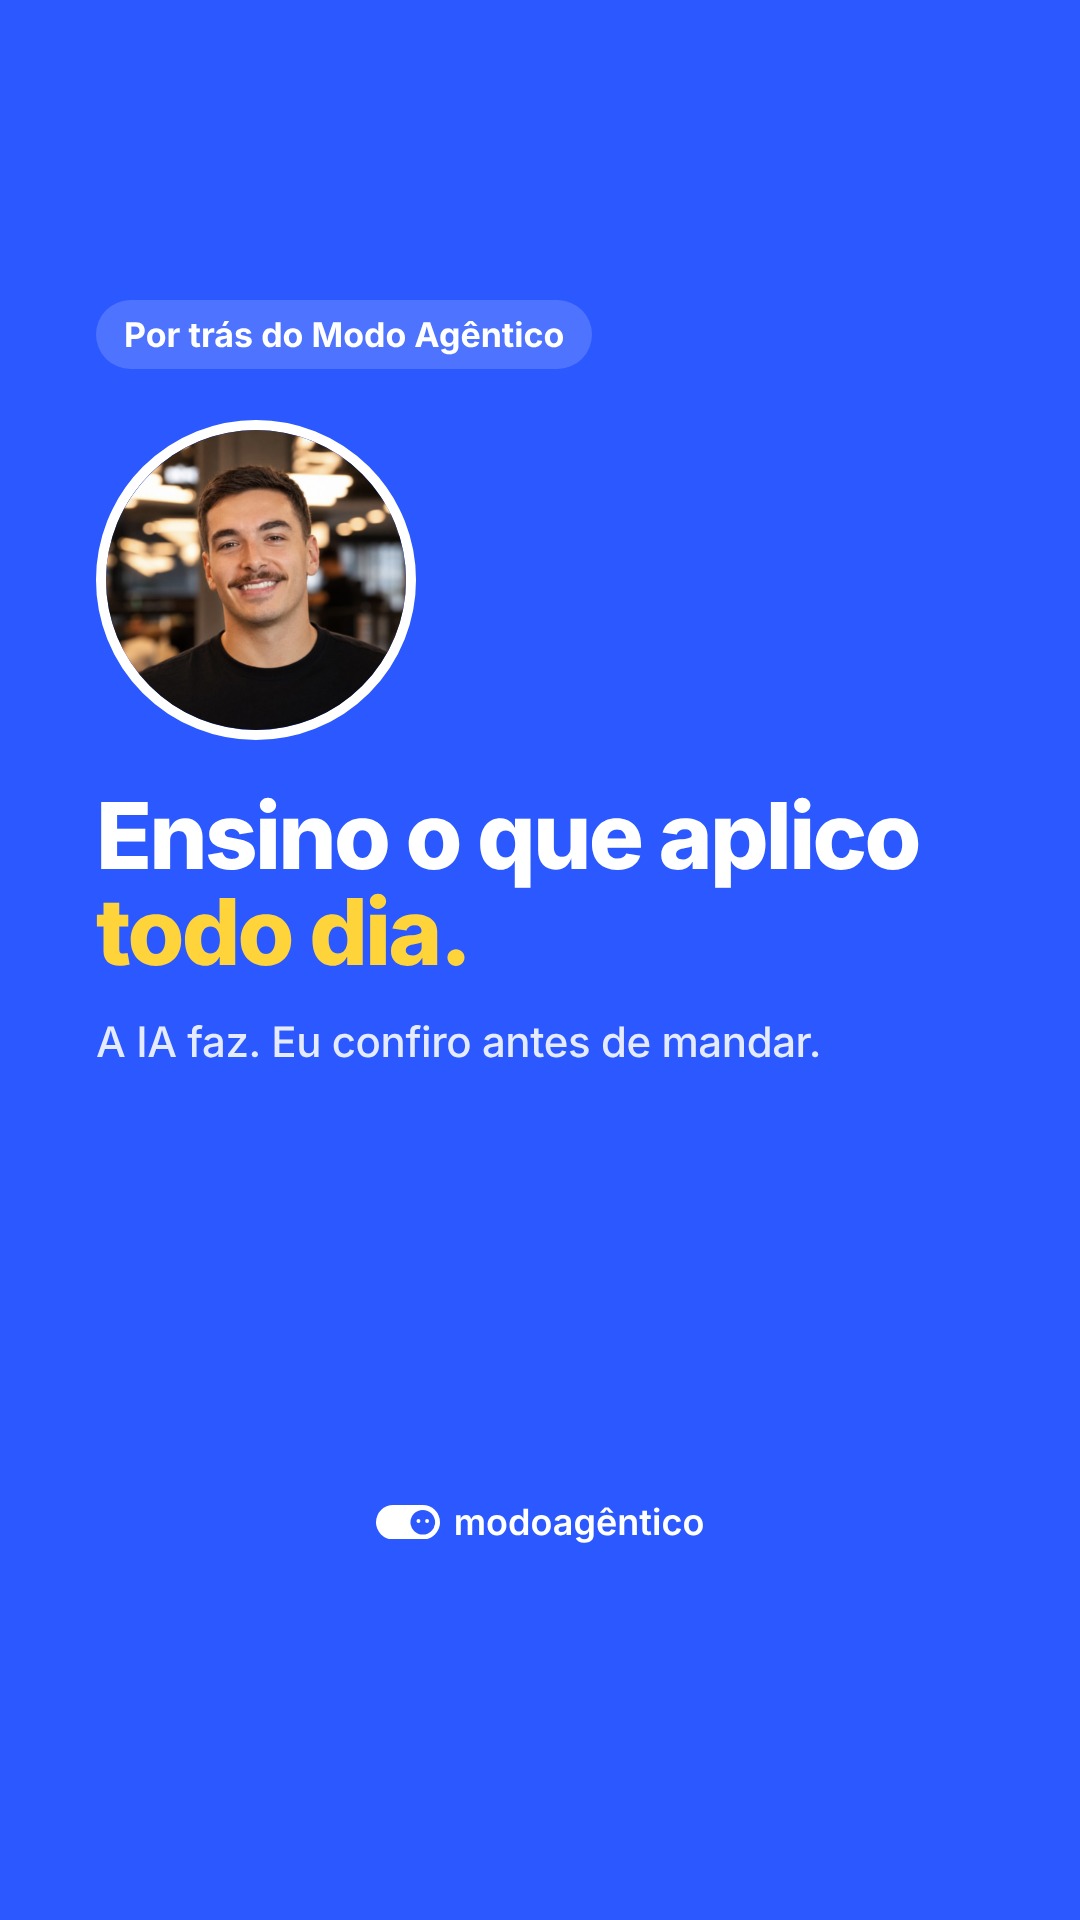 Por trás do Modo Agêntico
Ensino o que aplico
todo dia.
A IA faz. Eu confiro antes de mandar.
modoagêntico